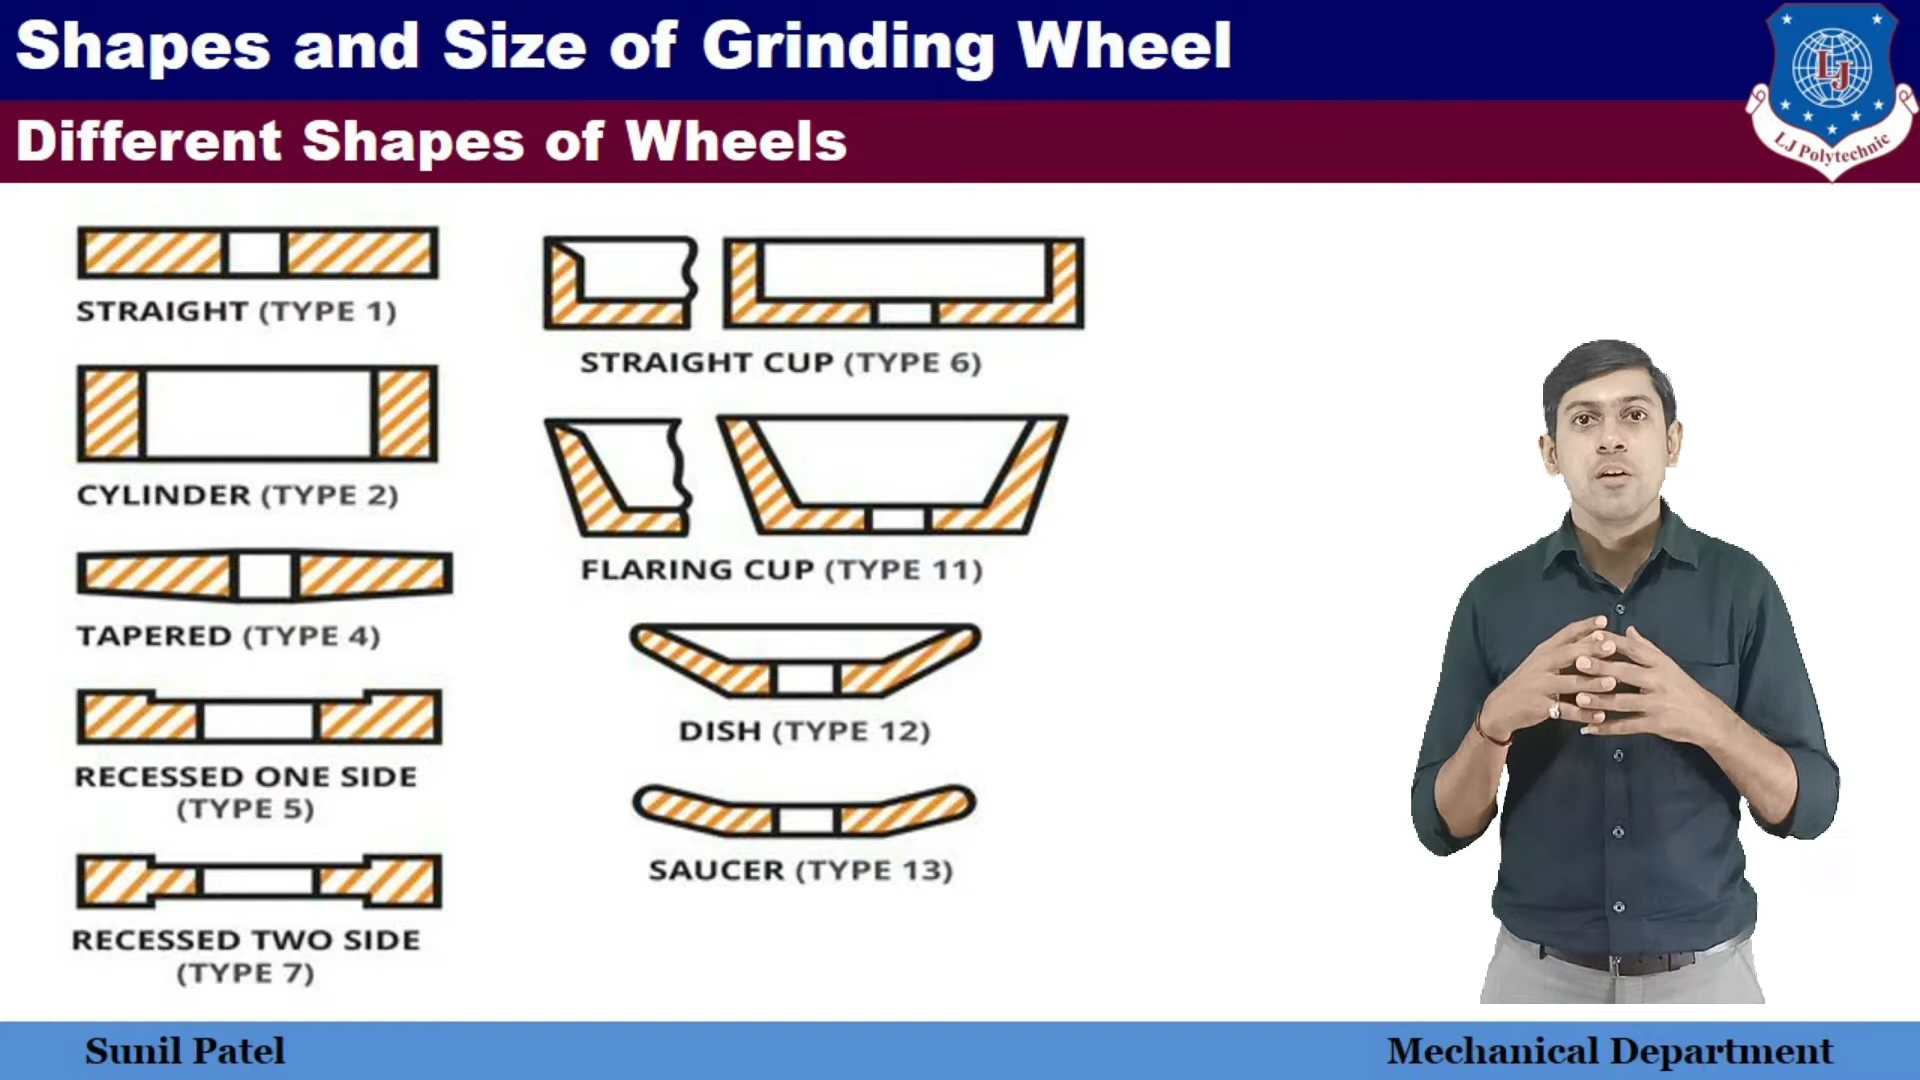 Shapes and Size of Grinding Wheel
Different Shapes of Wheels
LJ
LJ Polytechnic
STRAIGHT (TYPE 1)
CYLINDER (TYPE 2)
TAPERED (TYPE 4)
RECESSED ONE SIDE
(TYPE 5)
RECESSED TWO SIDE
(TYPE 7)
STRAIGHT CUP (TYPE 6)
FLARING CUP (TYPE 11)
DISH (TYPE 12)
SAUCER (TYPE 13)
Sunil Patel
Mechanical Department